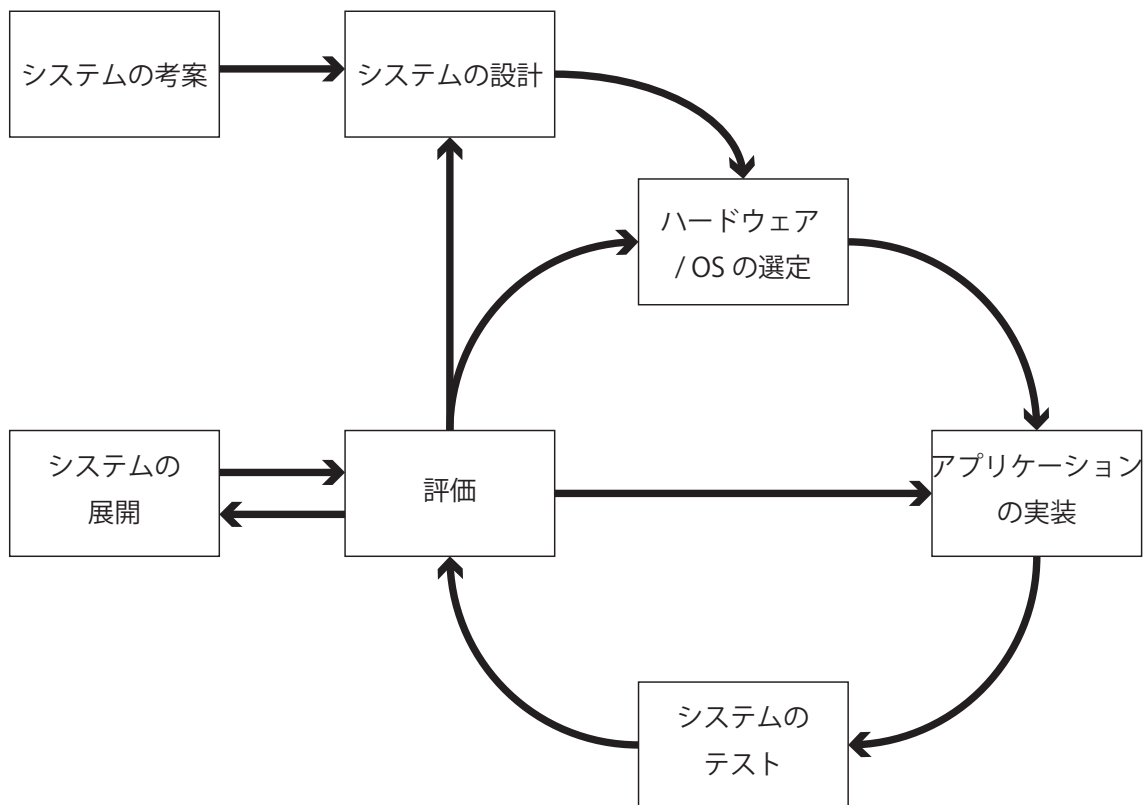 システムの考案
システムの設計
ハードウェア
/ OS の選定
システムの
展開
評価
アプリケーション
の実装
システムの
テスト